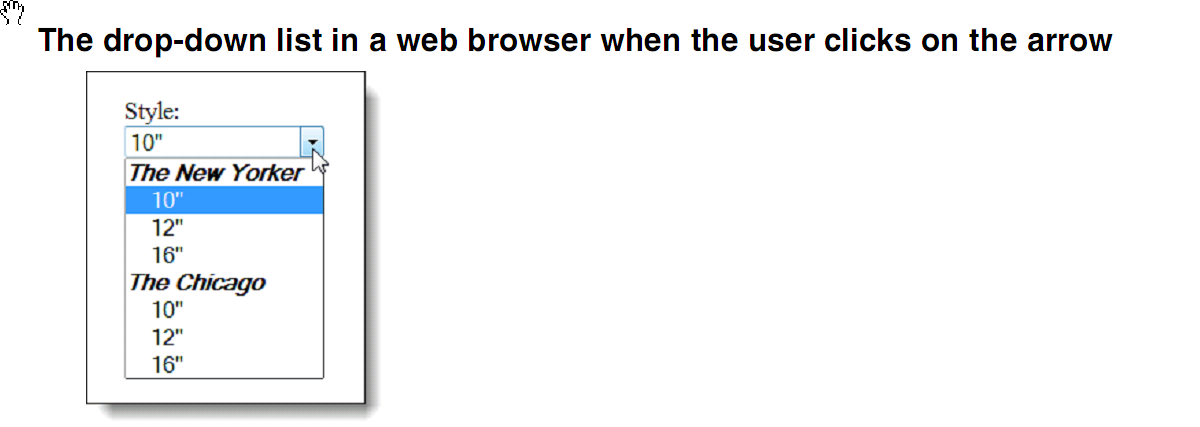 The drop-down list in a web browser when the user clicks on the arrow
Style:
10"
The New Yorker
10"
12"
16"
The Chicago
10"
12"
16"